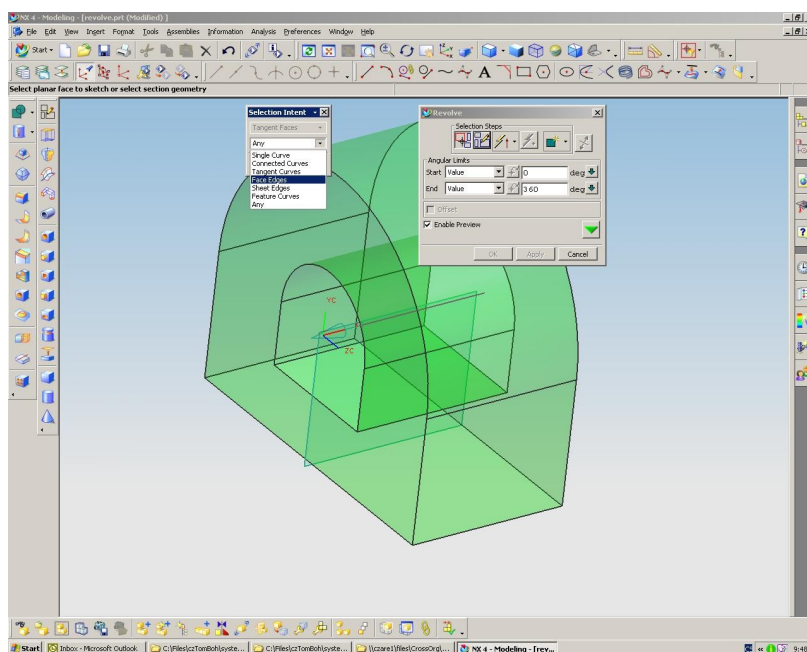 NX 4 - Modeling - [revolve.prt (Modified) ]
File Edit View Insert Format Tools Assemblies Information Analysis Preferences Window Help
Start
Select planar face to sketch or select section geometry
Selection Intent
Tangent Faces
Any
Single Curve
Connected Curves
Tangent Curves
Face Edges
Sheet Edges
Feature Curves
Any
Revolve
Selection Steps
Angular Limits
Start Value 0 deg
End Value 360 deg
Offset
Enable Preview
OK Apply Cancel
YC
ZC
Start Inbox - Microsoft Outlook C:\Files\czTomBohl\syste... C:\Files\czTomBohl\syste... \\czare1\files\CrossOrg\... NX 4 - Modeling - [rev...